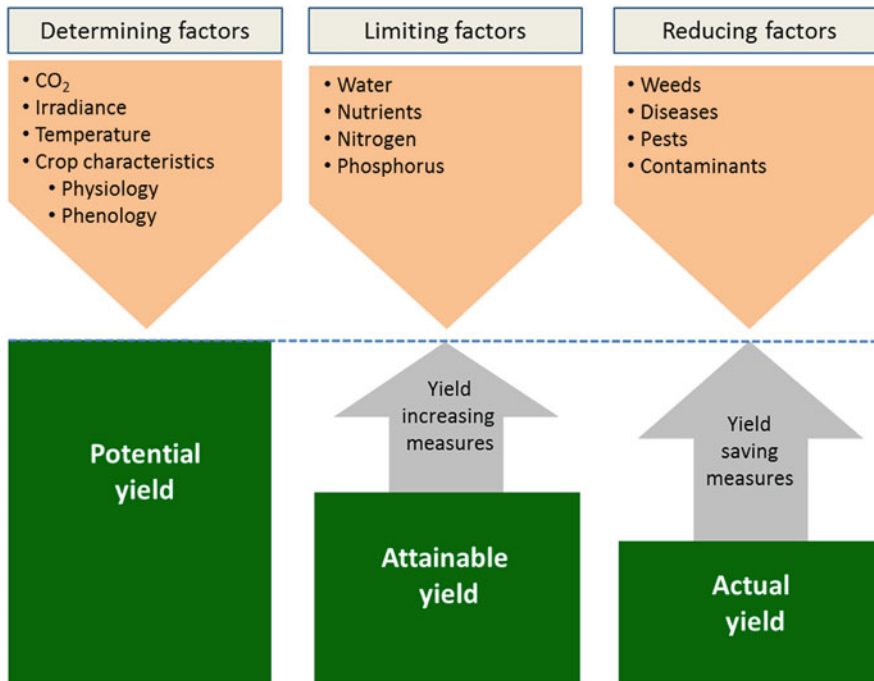 Determining factors
Limiting factors
Reducing factors
• CO₂
• Irradiance
• Temperature
• Crop characteristics
• Physiology
• Phenology
• Water
• Nutrients
• Nitrogen
• Phosphorus
• Weeds
• Diseases
• Pests
• Contaminants
Potential
yield
Yield
increasing
measures
Attainable
yield
Yield
saving
measures
Actual
yield